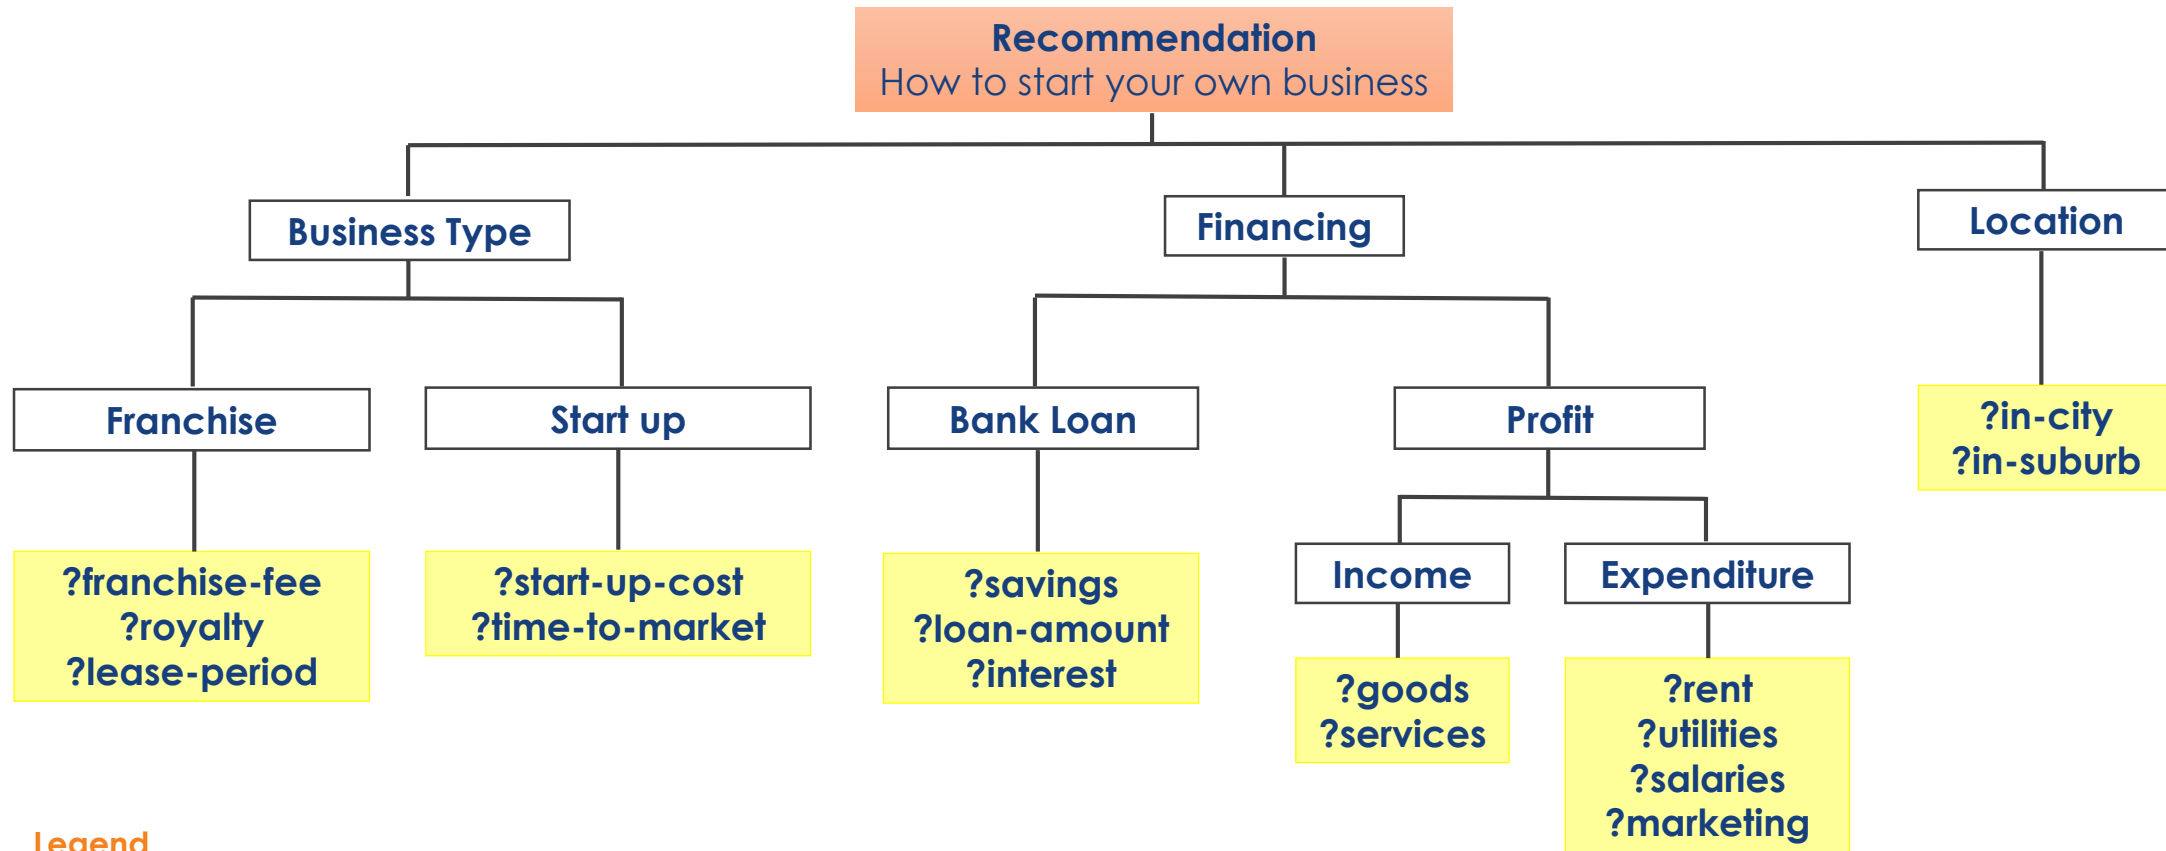 Recommendation
How to start your own business
Business Type
Financing
Location
Franchise
Start up
Bank Loan
Profit
?in-city
?in-suburb
?franchise-fee
?royalty
?lease-period
?start-up-cost
?time-to-market
?savings
?loan-amount
?interest
Income
Expenditure
?goods
?services
?rent
?utilities
?salaries
?marketing
Legend